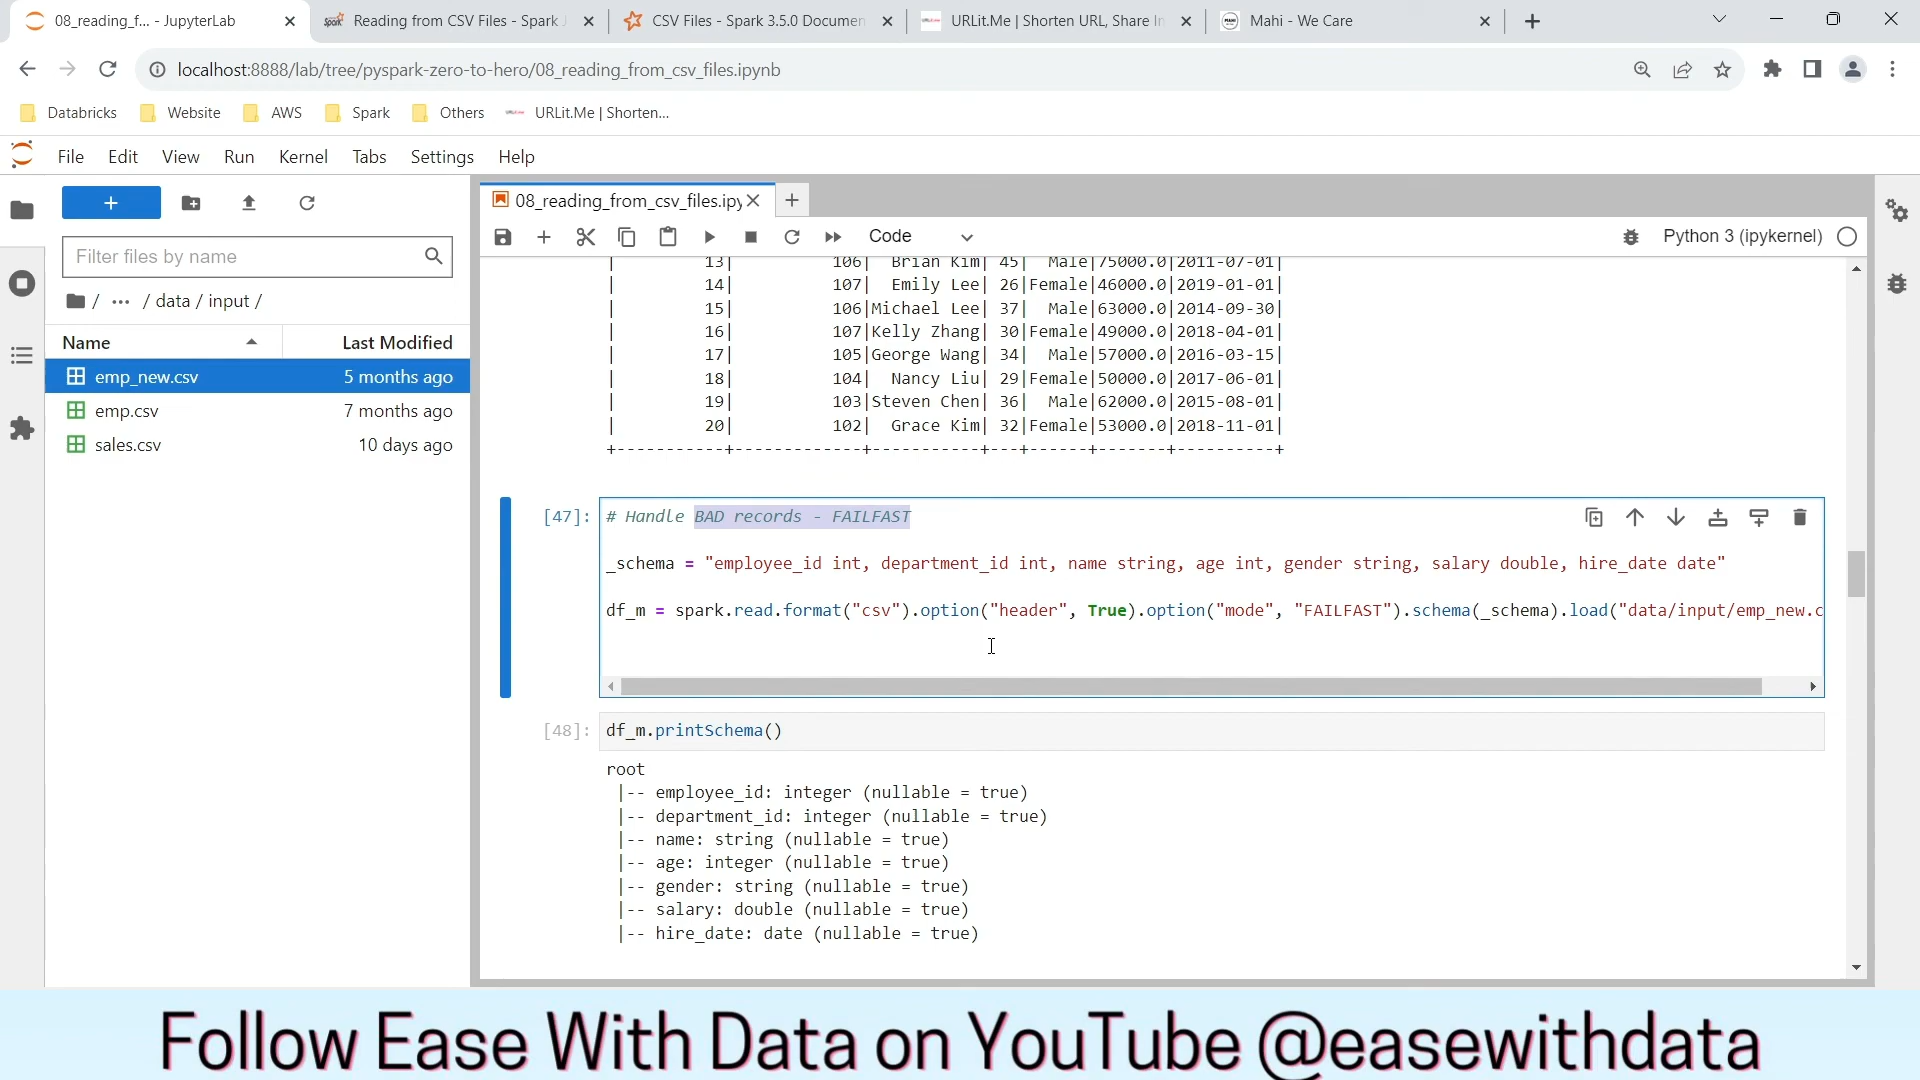 08_reading_f... - JupyterLab
Reading from CSV Files - Spark
CSV Files - Spark 3.5.0 Documen
URLit.Me | Shorten URL, Share In
Mahi - We Care
localhost:8888/lab/tree/pyspark-zero-to-hero/08_reading_from_csv_files.ipynb
Databricks
Website
AWS
Spark
Others
URLit.Me | Shorten...
File Edit View Run Kernel Tabs Settings Help
08_reading_from_csv_files.ipy
Filter files by name
/ ... / data / input /
Name Last Modified
emp_new.csv 5 months ago
emp.csv 7 months ago
sales.csv 10 days ago
Code
Python 3 (ipykernel)
| 13| 106| Brian Kim| 45| Male|75000.0|2011-07-01|
| 14| 107| Emily Lee| 26|Female|46000.0|2019-01-01|
| 15| 106|Michael Lee| 37| Male|63000.0|2014-09-30|
| 16| 107|Kelly Zhang| 30|Female|49000.0|2018-04-01|
| 17| 105|George Wang| 34| Male|57000.0|2016-03-15|
| 18| 104| Nancy Liu| 29|Female|50000.0|2017-06-01|
| 19| 103|Steven Chen| 36| Male|62000.0|2015-08-01|
| 20| 102| Grace Kim| 32|Female|53000.0|2018-11-01|
+-----------+-------------+-----------+---+------+-------+----------+
[47]: # Handle BAD records - FAILFAST
_schema = "employee_id int, department_id int, name string, age int, gender string, salary double, hire_date date"
df_m = spark.read.format("csv").option("header", True).option("mode", "FAILFAST").schema(_schema).load("data/input/emp_new.c
[48]: df_m.printSchema()
root
|-- employee_id: integer (nullable = true)
|-- department_id: integer (nullable = true)
|-- name: string (nullable = true)
|-- age: integer (nullable = true)
|-- gender: string (nullable = true)
|-- salary: double (nullable = true)
|-- hire_date: date (nullable = true)
Follow Ease With Data on YouTube @easewithdata